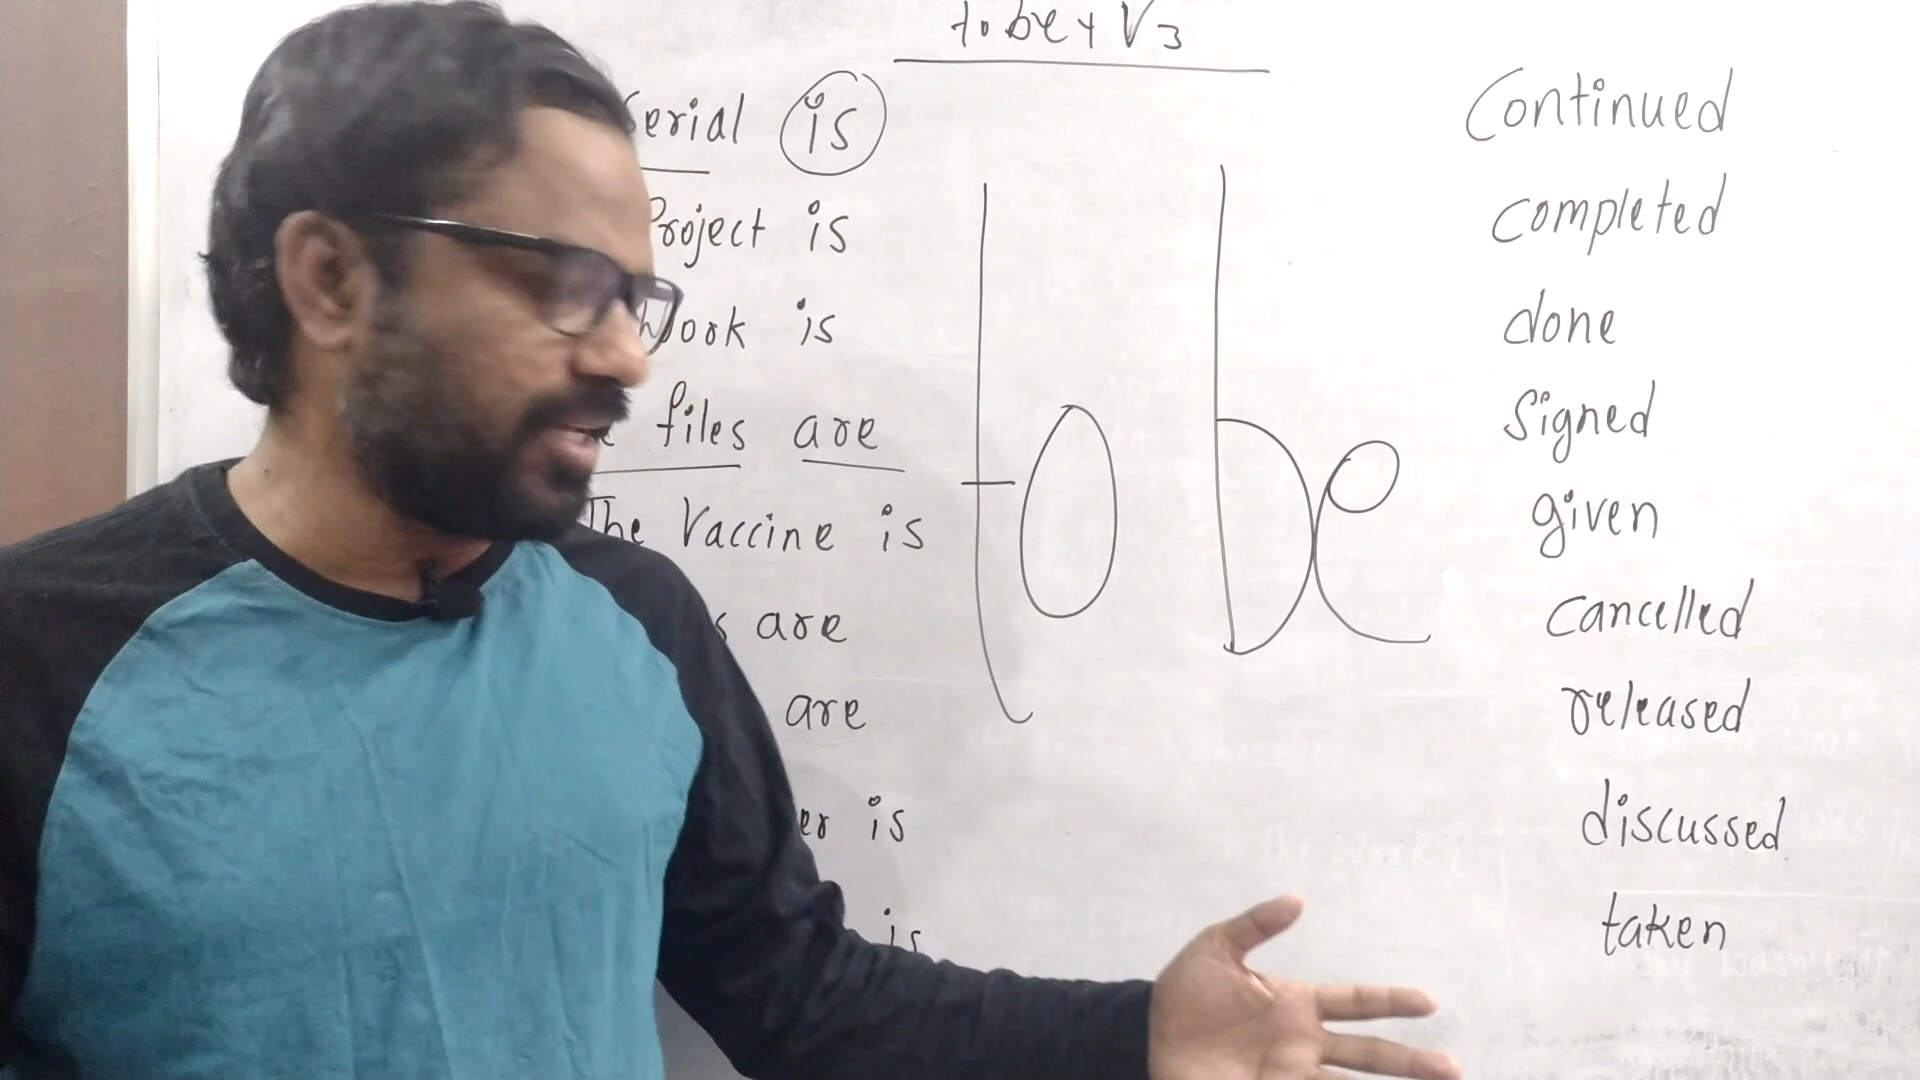 to be + V3
Serial is to be Continued
Project is completed
Work is done
files are signed
The Vaccine is given
are cancelled
are released
is discussed
is taken